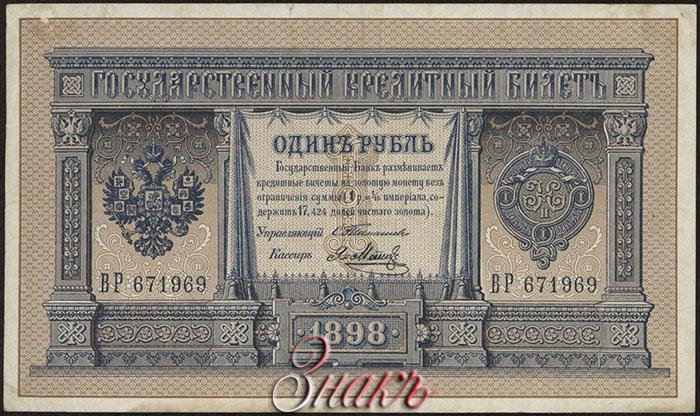 ГОСУДАРСТВЕННЫЙ КРЕДИТНЫЙ БИЛЕТЪ
ОДИНЪ РУБЛЬ
Государственный Банкъ размѣниваетъ
кредитные билеты на золотую монету безъ
ограниченія суммы (1 р.= 1/15 имперіала, со-
держитъ 17,424 долей чистаго золота).
Управляющій
Кассиръ
ВР 671969
ВР 671969
1898
Знакъ